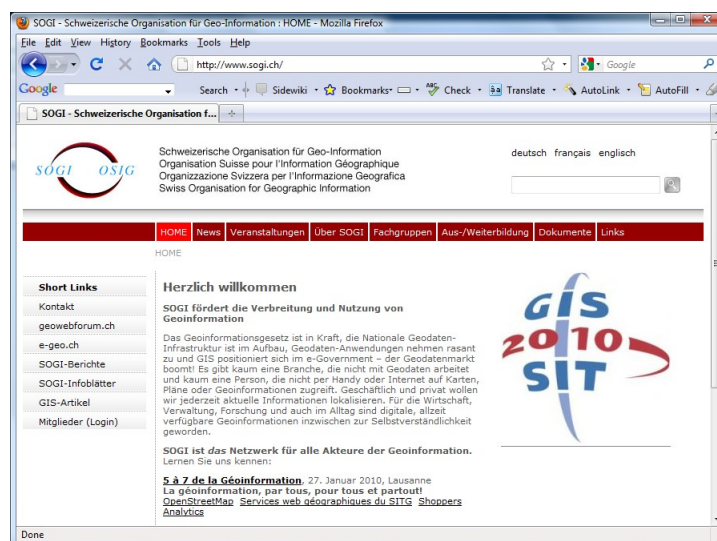 SOGI - Schweizerische Organisation für Geo-Information : HOME - Mozilla Firefox
File Edit View History Bookmarks Tools Help
http://www.sogi.ch/
Google
Google
Search Sidewiki Bookmarks Check Translate AutoLink AutoFill
SOGI - Schweizerische Organisation f...
SOGI OSIG
Schweizerische Organisation für Geo-Information
Organisation Suisse pour l'Information Géographique
Organizzazione Svizzera per l'Informazione Geografica
Swiss Organisation for Geographic Information
deutsch français englisch
HOME News Veranstaltungen Über SOGI Fachgruppen Aus-/Weiterbildung Dokumente Links
HOME
Short Links
Kontakt
geowebforum.ch
e-geo.ch
SOGI-Berichte
SOGI-Infoblätter
GIS-Artikel
Mitglieder (Login)
Herzlich willkommen
SOGI fördert die Verbreitung und Nutzung von
Geoinformation
Das Geoinformationsgesetz ist in Kraft, die Nationale Geodaten-
Infrastruktur ist im Aufbau, Geodaten-Anwendungen nehmen rasant
zu und GIS positioniert sich im e-Government – der Geodatenmarkt
boomt! Es gibt kaum eine Branche, die nicht mit Geodaten arbeitet
und kaum eine Person, die nicht per Handy oder Internet auf Karten,
Pläne oder Geoinformationen zugreift. Geschäftlich und privat wollen
wir jederzeit aktuelle Informationen lokalisieren. Für die Wirtschaft,
Verwaltung, Forschung und auch im Alltag sind digitale, allzeit
verfügbare Geoinformationen inzwischen zur Selbstverständlichkeit
geworden.
SOGI ist das Netzwerk für alle Akteure der Geoinformation.
Lernen Sie uns kennen:
5 à 7 de la Géoinformation, 27. Januar 2010, Lausanne
La géoinformation, par tous, pour tous et partout!
OpenStreetMap Services web géographiques du SITG Shoppers
Analytics
GIS
2010
SIT
Done